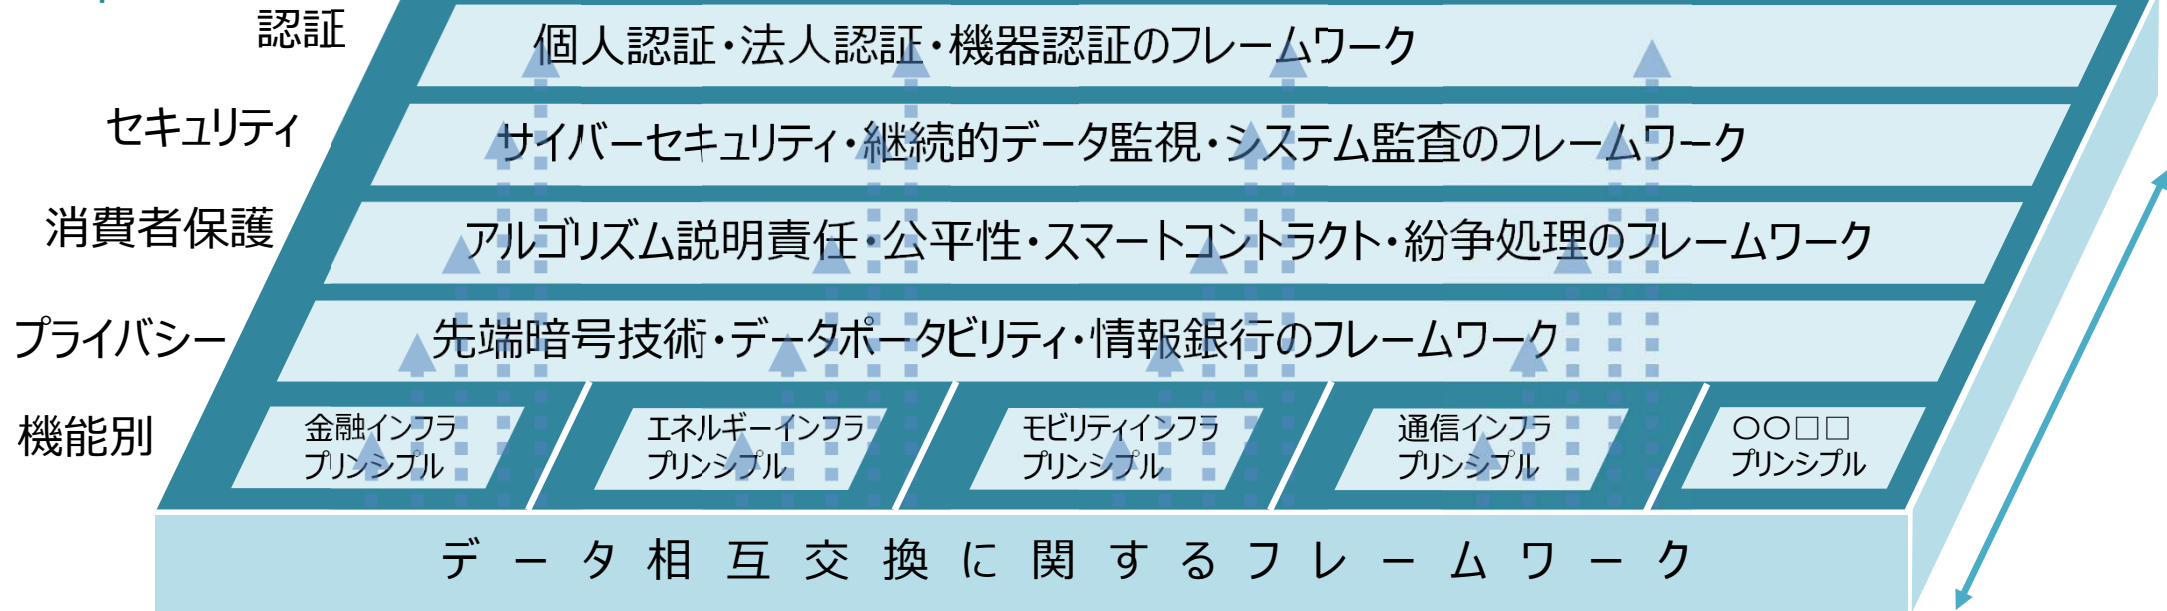 認証
個人認証・法人認証・機器認証のフレームワーク
セキュリティ
サイバーセキュリティ・継続的データ監視・システム監査のフレームワーク
消費者保護
アルゴリズム説明責任・公平性・スマートコントラクト・紛争処理のフレームワーク
プライバシー
先端暗号技術・データポータビリティ・情報銀行のフレームワーク
機能別
金融インフラ
プリンシプル
エネルギーインフラ
プリンシプル
モビリティインフラ
プリンシプル
通信インフラ
プリンシプル
○○□□
プリンシプル
データ相互交換に関するフレームワーク